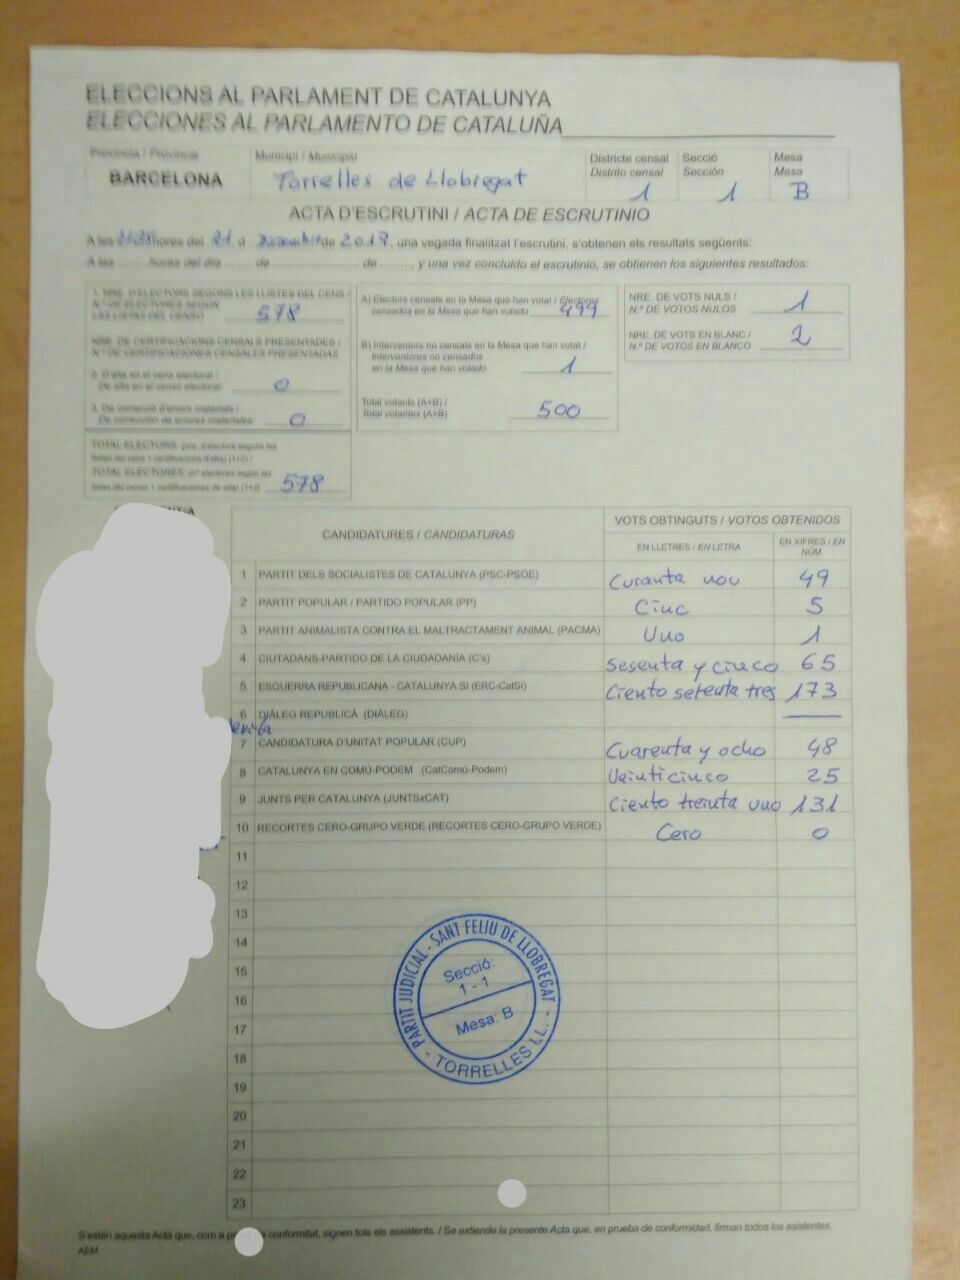 ELECCIONS AL PARLAMENT DE CATALUNYA
ELECCIONES AL PARLAMENTO DE CATALUÑA
Província / Provincia
BARCELONA
Municipi / Municipio
Torrelles de Llobregat
Districte censal
Distrito censal
1
Secció
Sección
1
Mesa
Mesa
B
ACTA D'ESCRUTINI / ACTA DE ESCRUTINIO
A les hores del 21 d de 2017, una vegada finalitzat l'escrutini, s'obtenen els resultats següents:
A las ........ horas del día ........ de ........ de ........, y una vez concluido el escrutinio, se obtienen los siguientes resultados:
1. NRE. D'ELECTORS SEGONS LES LLISTES DEL CENS /
N.º DE ELECTORES SEGÚN
LAS LISTAS DEL CENSO
578
NRE. DE CERTIFICACIONS CENSALS PRESENTADES /
N.º DE CERTIFICACIONES CENSALES PRESENTADAS
2. D'alta en el cens electoral /
De alta en el censo electoral
0
3. De correcció d'errors materials /
De corrección de errores materiales
0
TOTAL ELECTORS: (nre. d'electors segons les
llistes del cens + certificacions d'alta) (1+2) /
TOTAL ELECTORES: (nº electores según las
listas del censo + certificaciones de alta) (1+2)
578
A) Electors censats en la Mesa que han votat / Electores
censados en la Mesa que han votado
499
B) Interventors no censats en la Mesa que han votat /
Interventores no censados
en la Mesa que han votado
1
Total votants (A+B) /
Total votantes (A+B)
500
NRE. DE VOTS NULS /
N.º DE VOTOS NULOS
1
NRE. DE VOTS EN BLANC /
N.º DE VOTOS EN BLANCO
2
CANDIDATURES / CANDIDATURAS
VOTS OBTINGUTS / VOTOS OBTENIDOS
EN LLETRES / EN LETRA
EN XIFRES / EN
NÚM.
1 PARTIT DELS SOCIALISTES DE CATALUNYA (PSC-PSOE) Curanta nou 49
2 PARTIT POPULAR / PARTIDO POPULAR (PP) Cinc 5
3 PARTIT ANIMALISTA CONTRA EL MALTRACTAMENT ANIMAL (PACMA) Uno 1
4 CIUTADANS-PARTIDO DE LA CIUDADANÍA (C's) Sesenta y cinco 65
5 ESQUERRA REPUBLICANA - CATALUNYA SÍ (ERC-CatSí) Ciento setenta tres 173
6 DIÀLEG REPUBLICÀ (DIÀLEG)
7 CANDIDATURA D'UNITAT POPULAR (CUP) Cuarenta y ocho 48
8 CATALUNYA EN COMÚ-PODEM (CatComú-Podem) Veinticinco 25
9 JUNTS PER CATALUNYA (JUNTSxCAT) Ciento treinta uno 131
10 RECORTES CERO-GRUPO VERDE (RECORTES CERO-GRUPO VERDE) Cero 0
11
12
13
14
15
16
17
18
19
20
21
22
23
PARTIT JUDICIAL - SANT FELIU DE LLOBREGAT -
Secció:
1 - 1
Mesa: B
TORRELLES LL.
S'estén aquesta Acta que, com a conformitat, signen tots els assistents. / Se extiende la presente Acta que, en prueba de conformidad, firman todos los asistentes.
AEM